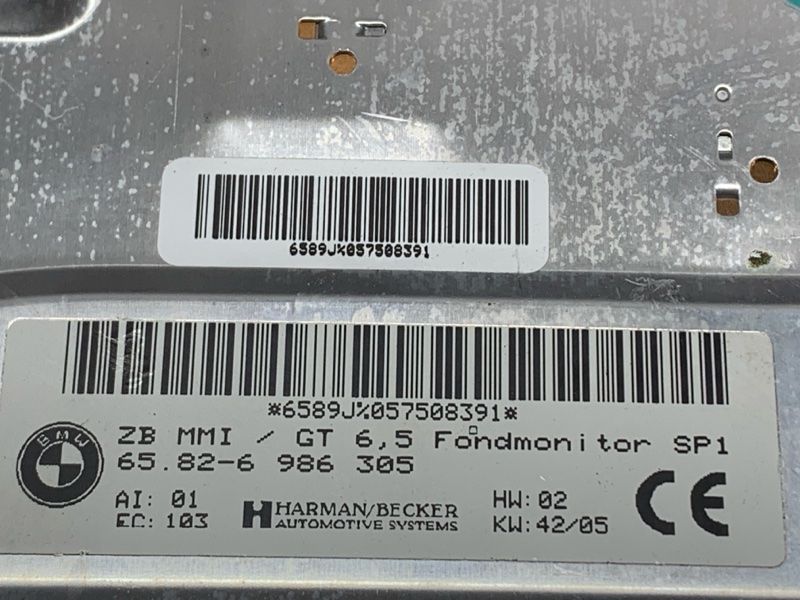 6589J%057508391
*6589J%057508391*
BMW
ZB MMI / GT 6,5 Fondmonitor SP1
65.82-6 986 305
AI: 01
EC: 103
HARMAN/BECKER
AUTOMOTIVE SYSTEMS
HW: 02
KW: 42/05
CE